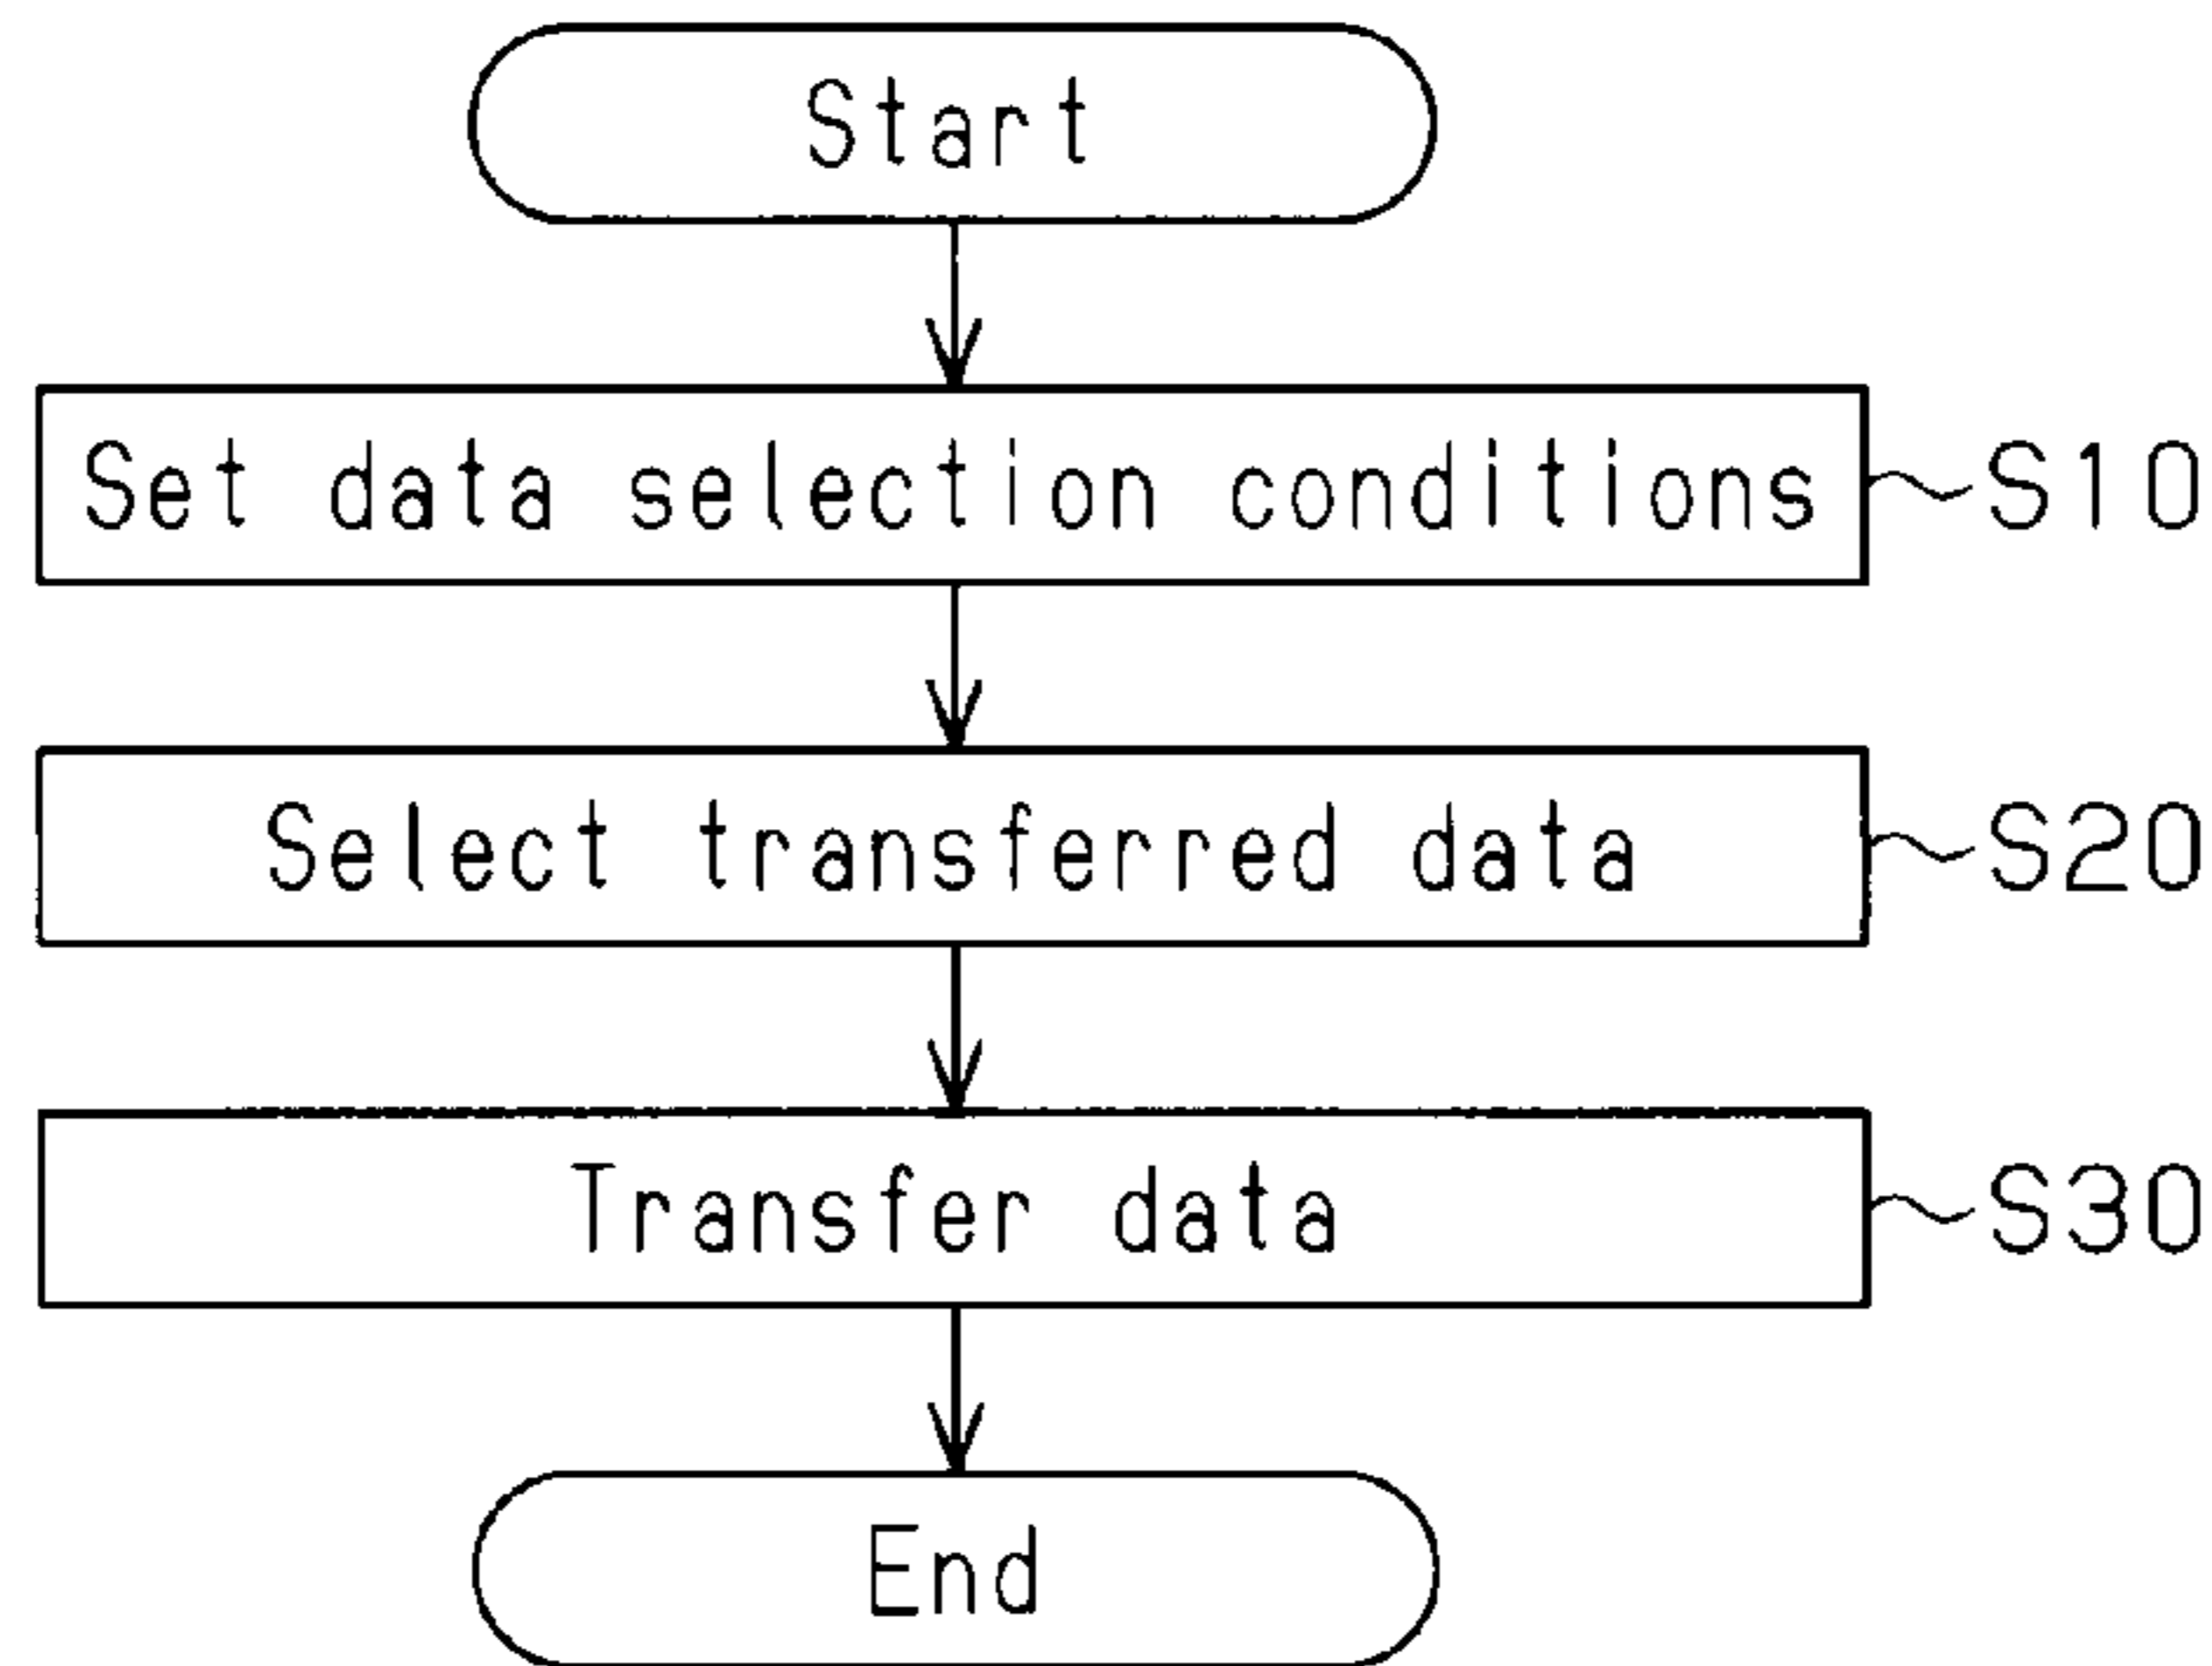 Start
Set data selection conditions S10
Select transferred data S20
Transfer data S30
End